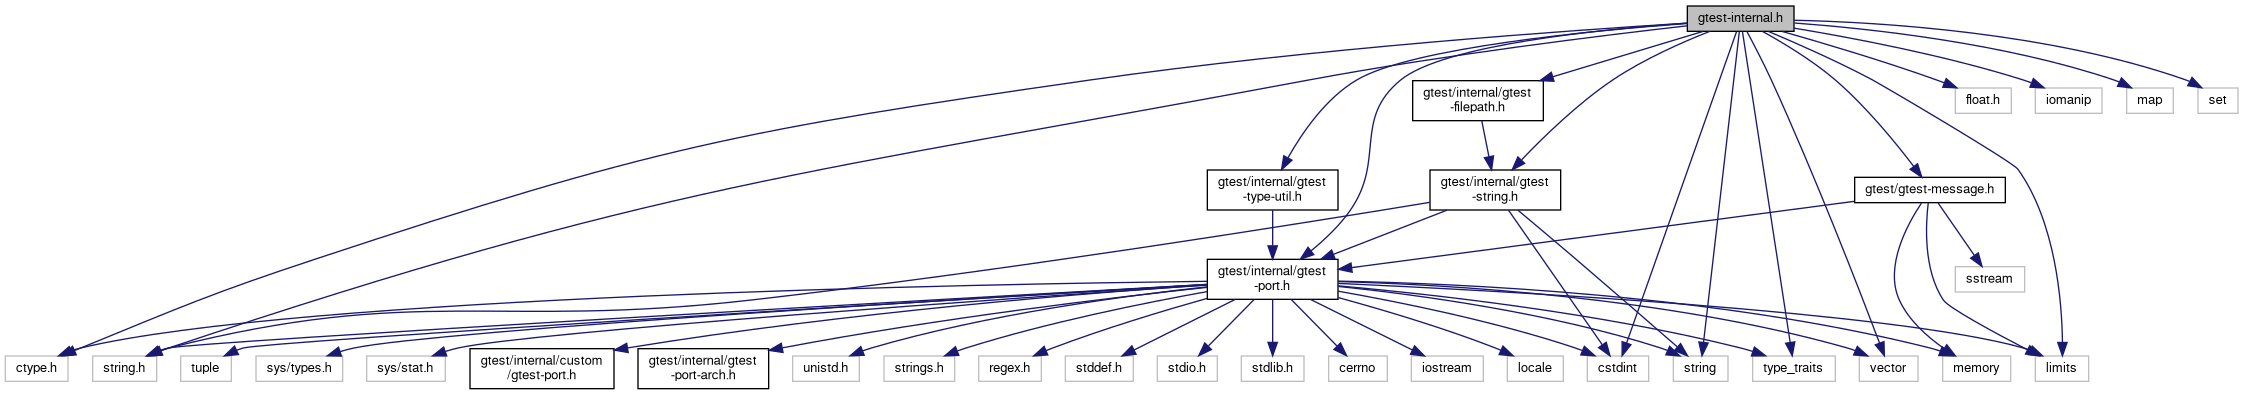 gtest-internal.h
gtest/internal/gtest
-filepath.h
float.h
iomanip
map
set
gtest/internal/gtest
-type-util.h
gtest/internal/gtest
-string.h
gtest/gtest-message.h
gtest/internal/gtest
-port.h
sstream
ctype.h
string.h
tuple
sys/types.h
sys/stat.h
gtest/internal/custom
/gtest-port.h
gtest/internal/gtest
-port-arch.h
unistd.h
strings.h
regex.h
stddef.h
stdio.h
stdlib.h
cerrno
iostream
locale
cstdint
string
type_traits
vector
memory
limits